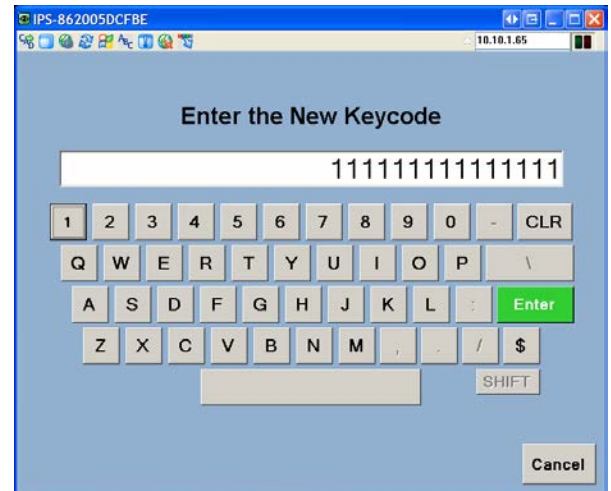 IPS-862005DCFBE
10.10.1.65
Enter the New Keycode
1111111111111111
1 2 3 4 5 6 7 8 9 0 - CLR
Q W E R T Y U I O P \
A S D F G H J K L : Enter
Z X C V B N M , . / $
SHIFT
Cancel